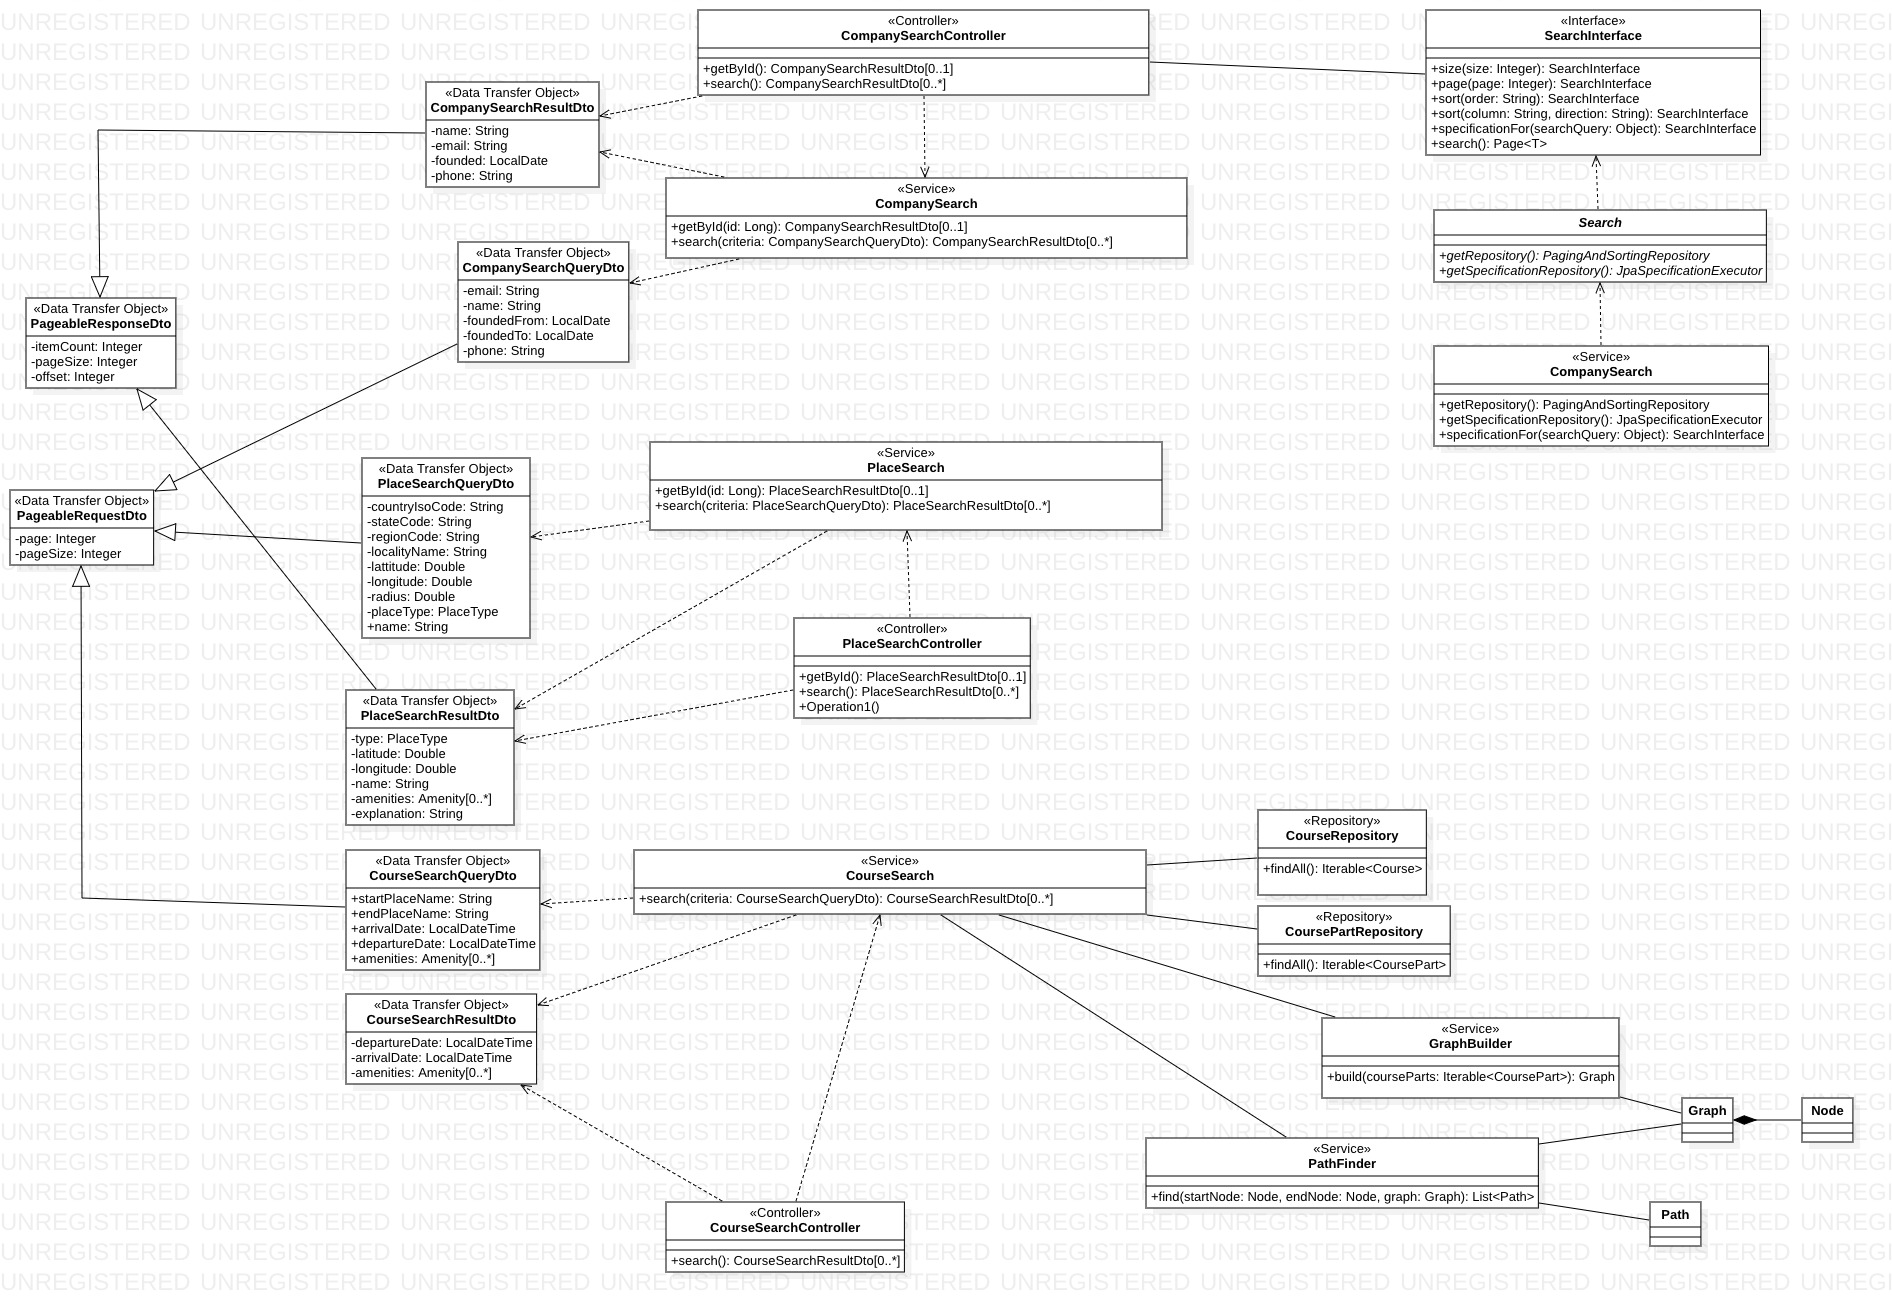 «Controller»
CompanySearchController
+getById(): CompanySearchResultDto[0..1]
+search(): CompanySearchResultDto[0..*]
«Interface»
SearchInterface
+size(size: Integer): SearchInterface
+page(page: Integer): SearchInterface
+sort(order: String): SearchInterface
+sort(column: String, direction: String): SearchInterface
+specificationFor(searchQuery: Object): SearchInterface
+search(): Page<T>
«Data Transfer Object»
CompanySearchResultDto
-name: String
-email: String
-founded: LocalDate
-phone: String
«Service»
CompanySearch
+getById(id: Long): CompanySearchResultDto[0..1]
+search(criteria: CompanySearchQueryDto): CompanySearchResultDto[0..*]
Search
+getRepository(): PagingAndSortingRepository
+getSpecificationRepository(): JpaSpecificationExecutor
«Data Transfer Object»
CompanySearchQueryDto
-email: String
-name: String
-foundedFrom: LocalDate
-foundedTo: LocalDate
-phone: String
«Data Transfer Object»
PageableResponseDto
-itemCount: Integer
-pageSize: Integer
-offset: Integer
«Service»
CompanySearch
+getRepository(): PagingAndSortingRepository
+getSpecificationRepository(): JpaSpecificationExecutor
+specificationFor(searchQuery: Object): SearchInterface
«Service»
PlaceSearch
+getById(id: Long): PlaceSearchResultDto[0..1]
+search(criteria: PlaceSearchQueryDto): PlaceSearchResultDto[0..*]
«Data Transfer Object»
PlaceSearchQueryDto
-countryIsoCode: String
-stateCode: String
-regionCode: String
-localityName: String
-lattitude: Double
-longitude: Double
-radius: Double
-placeType: PlaceType
+name: String
«Data Transfer Object»
PageableRequestDto
-page: Integer
-pageSize: Integer
«Controller»
PlaceSearchController
+getById(): PlaceSearchResultDto[0..1]
+search(): PlaceSearchResultDto[0..*]
+Operation1()
«Data Transfer Object»
PlaceSearchResultDto
-type: PlaceType
-latitude: Double
-longitude: Double
-name: String
-amenities: Amenity[0..*]
-explanation: String
«Repository»
CourseRepository
+findAll(): Iterable<Course>
«Data Transfer Object»
CourseSearchQueryDto
+startPlaceName: String
+endPlaceName: String
+arrivalDate: LocalDateTime
+departureDate: LocalDateTime
+amenities: Amenity[0..*]
«Service»
CourseSearch
+search(criteria: CourseSearchQueryDto): CourseSearchResultDto[0..*]
«Repository»
CoursePartRepository
+findAll(): Iterable<CoursePart>
«Data Transfer Object»
CourseSearchResultDto
-departureDate: LocalDateTime
-arrivalDate: LocalDateTime
-amenities: Amenity[0..*]
«Service»
GraphBuilder
+build(courseParts: Iterable<CoursePart>): Graph
Graph
Node
«Service»
PathFinder
+find(startNode: Node, endNode: Node, graph: Graph): List<Path>
Path
«Controller»
CourseSearchController
+search(): CourseSearchResultDto[0..*]
UNREGISTERED